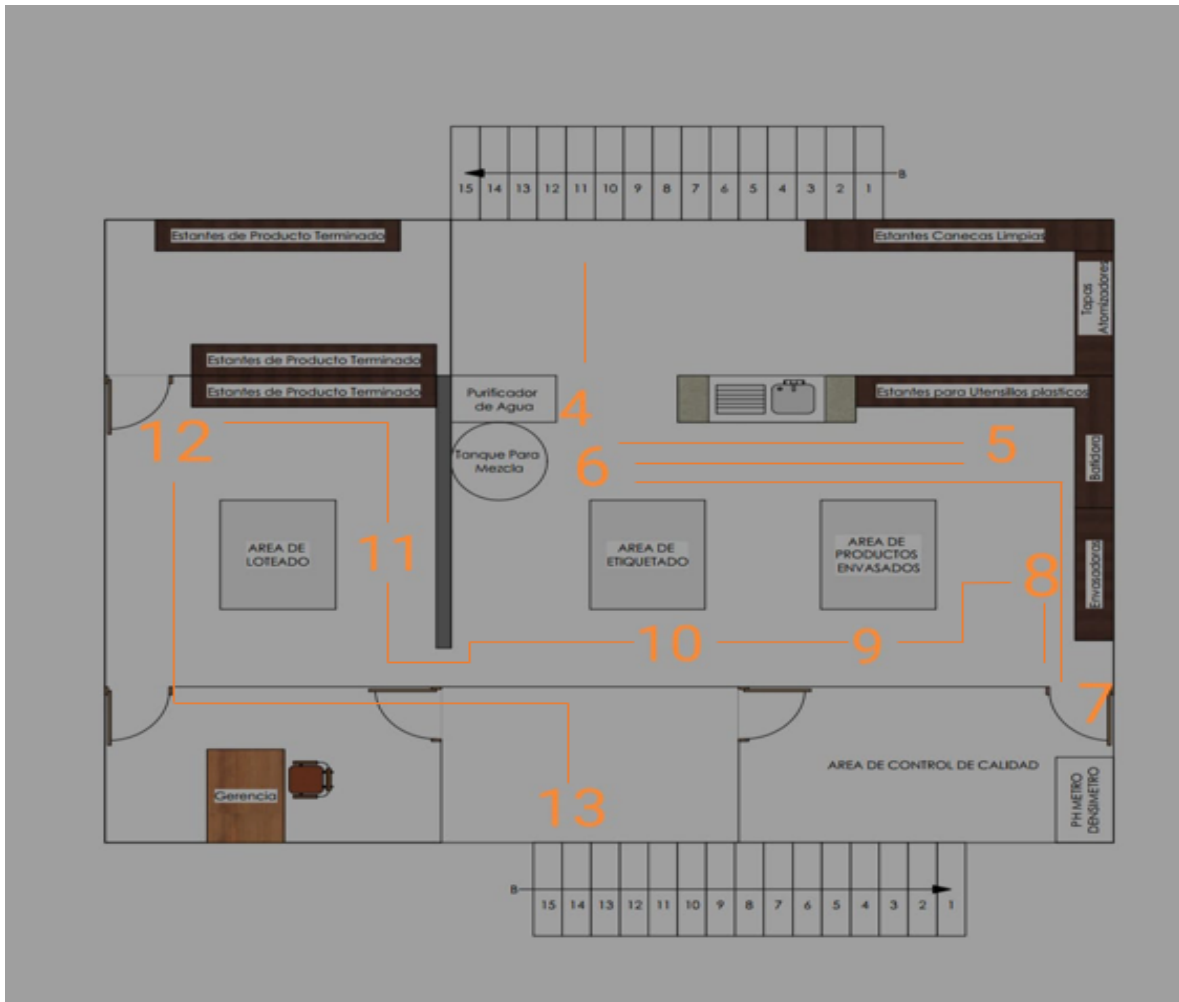 15 14 13 12 11 10 9 8 7 6 5 4 3 2 1 B
Estantes de Producto Terminado
Estantes Canecas Limpias
Tapas
Atomizadores
Estantes de Producto Terminado
Estantes de Producto Terminado
Purificador
de Agua
4
Estantes para Utensilios plasticos
12
Tanque Para
Mezcla
6
5
Batidora
AREA DE
LOTEADO
11
AREA DE
ETIQUETADO
AREA DE
PRODUCTOS
ENVASADOS
8
Envasadoras
10
9
7
Gerencia
13
AREA DE CONTROL DE CALIDAD
PH METRO
DENSIMETRO
B 15 14 13 12 11 10 9 8 7 6 5 4 3 2 1